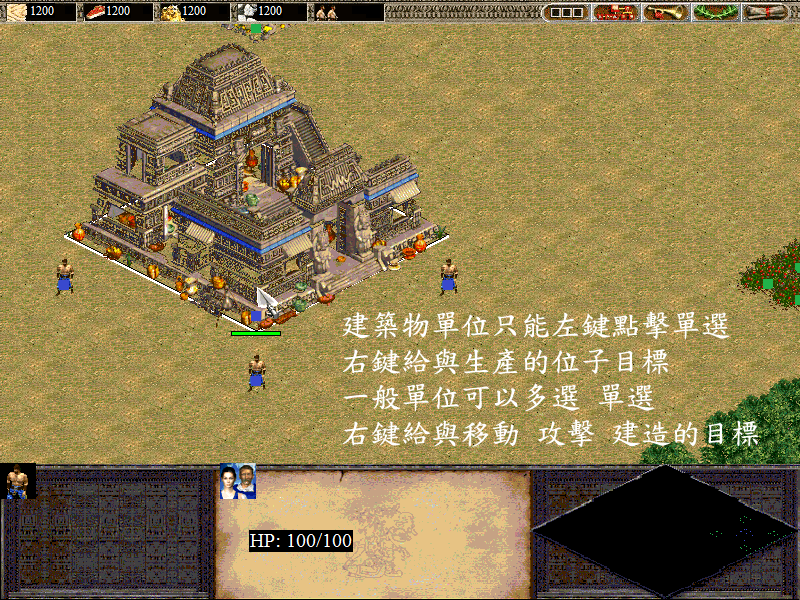 1200 1200 1200 1200
建築物單位只能左鍵點擊單選
右鍵給與生產的位子目標
一般單位可以多選 單選
右鍵給與移動 攻擊 建造的目標
HP: 100/100